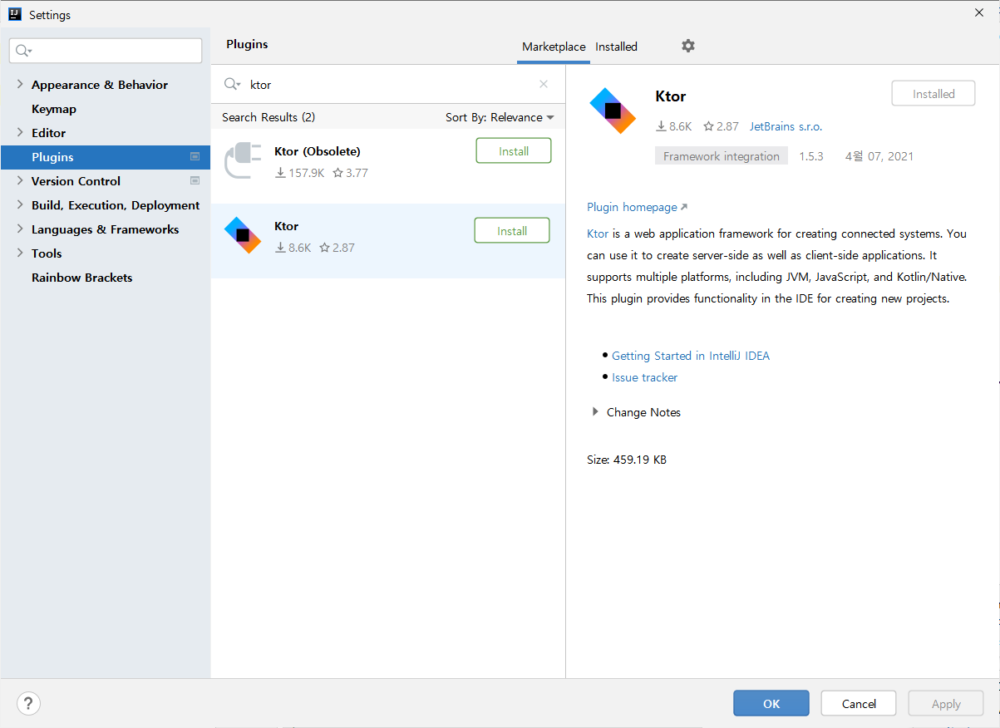 Settings
Plugins
Marketplace
Installed
Appearance & Behavior
Keymap
Editor
Plugins
Version Control
Build, Execution, Deployment
Languages & Frameworks
Tools
Rainbow Brackets
ktor
Search Results (2)
Sort By: Relevance
Ktor (Obsolete)
157.9K 3.77
Install
Ktor
8.6K 2.87
Install
Ktor
Installed
8.6K 2.87 JetBrains s.r.o.
Framework integration 1.5.3 4월 07, 2021
Plugin homepage
Ktor is a web application framework for creating connected systems. You
can use it to create server-side as well as client-side applications. It
supports multiple platforms, including JVM, JavaScript, and Kotlin/Native.
This plugin provides functionality in the IDE for creating new projects.
Getting Started in IntelliJ IDEA
Issue tracker
Change Notes
Size: 459.19 KB
?
OK
Cancel
Apply